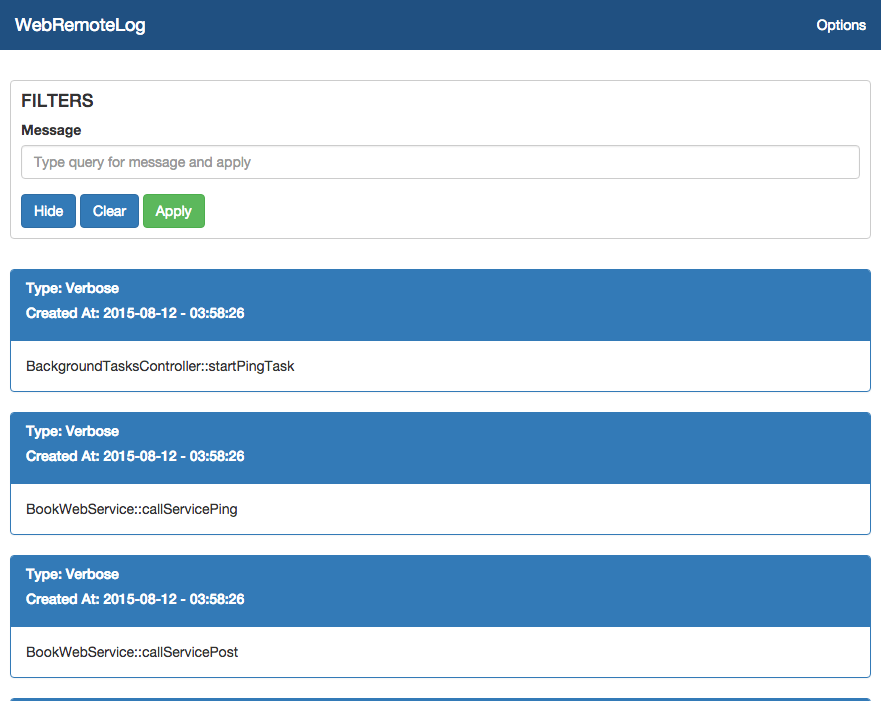 WebRemoteLog
Options
FILTERS
Message
Type query for message and apply
Hide Clear Apply
Type: Verbose
Created At: 2015-08-12 - 03:58:26
BackgroundTasksController::startPingTask
Type: Verbose
Created At: 2015-08-12 - 03:58:26
BookWebService::callServicePing
Type: Verbose
Created At: 2015-08-12 - 03:58:26
BookWebService::callServicePost